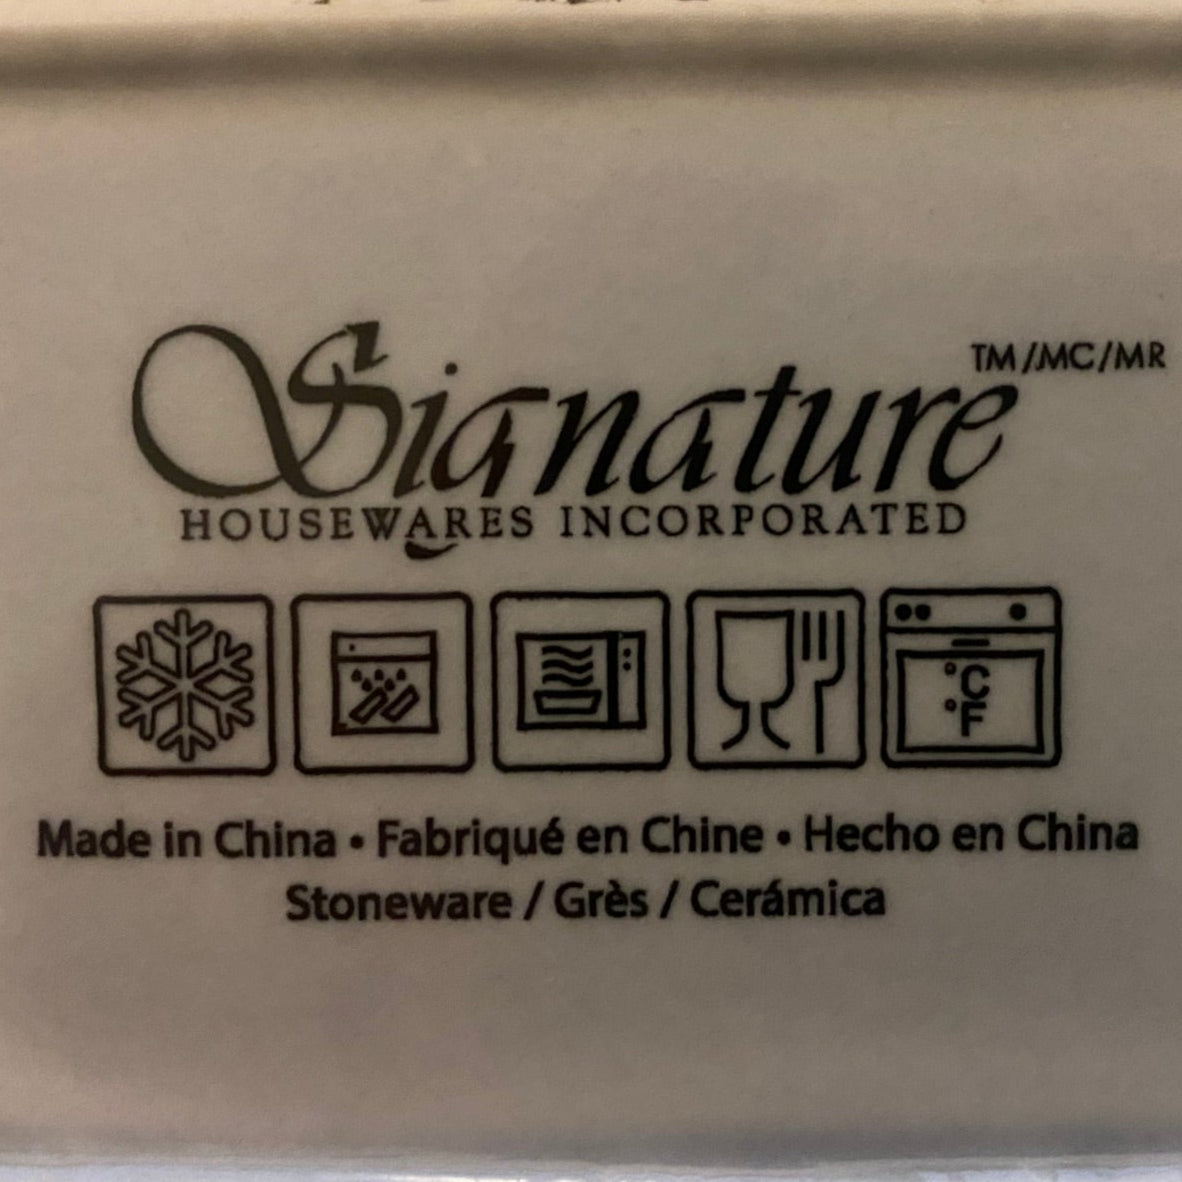 Signature TM/MC/MR
HOUSEWARES INCORPORATED
°C
°F
Made in China • Fabriqué en Chine • Hecho en China
Stoneware / Grès / Cerámica